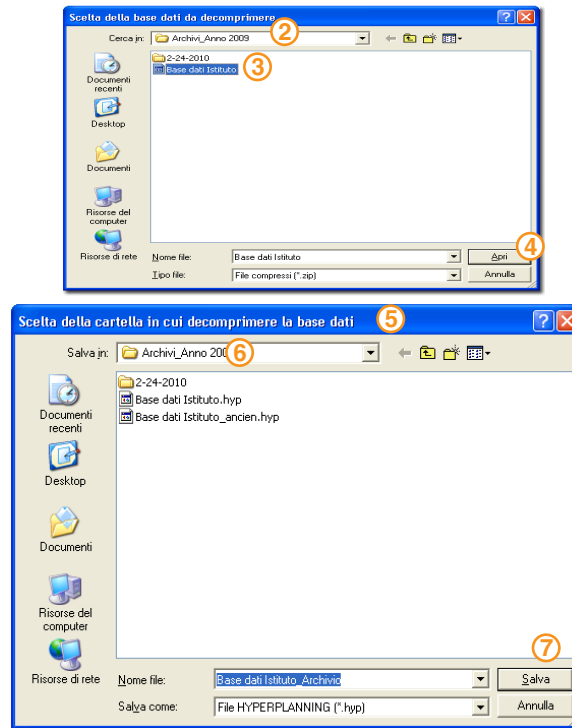 Scelta della base dati da decomprimere
Cerca in: Archivi_Anno 2009 2
2-24-2010
Base dati Istituto 3
Documenti recenti
Desktop
Documenti
Risorse del computer
Risorse di rete
Nome file: Base dati Istituto Apri 4
Tipo file: File compressi (*.zip) Annulla
Scelta della cartella in cui decomprimere la base dati 5
Salva in: Archivi_Anno 200 6
2-24-2010
Base dati Istituto.hyp
Base dati Istituto_ancien.hyp
Documenti recenti
Desktop
Documenti
Risorse del computer
Risorse di rete
7
Nome file: Base dati Istituto_Archivio Salva
Salva come: File HYPERPLANNING (*.hyp) Annulla